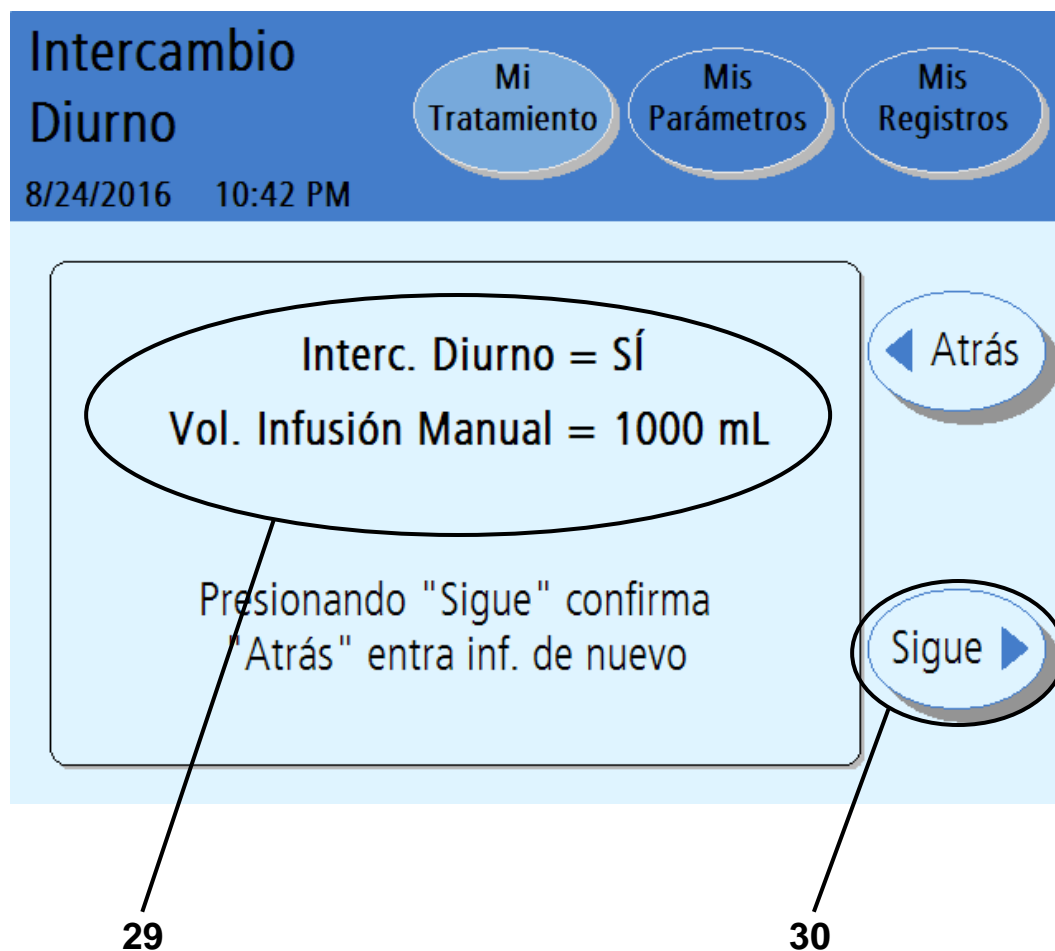 Intercambio
Diurno
8/24/2016 10:42 PM
Mi
Tratamiento
Mis
Parámetros
Mis
Registros
Interc. Diurno = SÍ
Vol. Infusión Manual = 1000 mL
Presionando "Sigue" confirma
"Atrás" entra inf. de nuevo
Atrás
Sigue
29
30